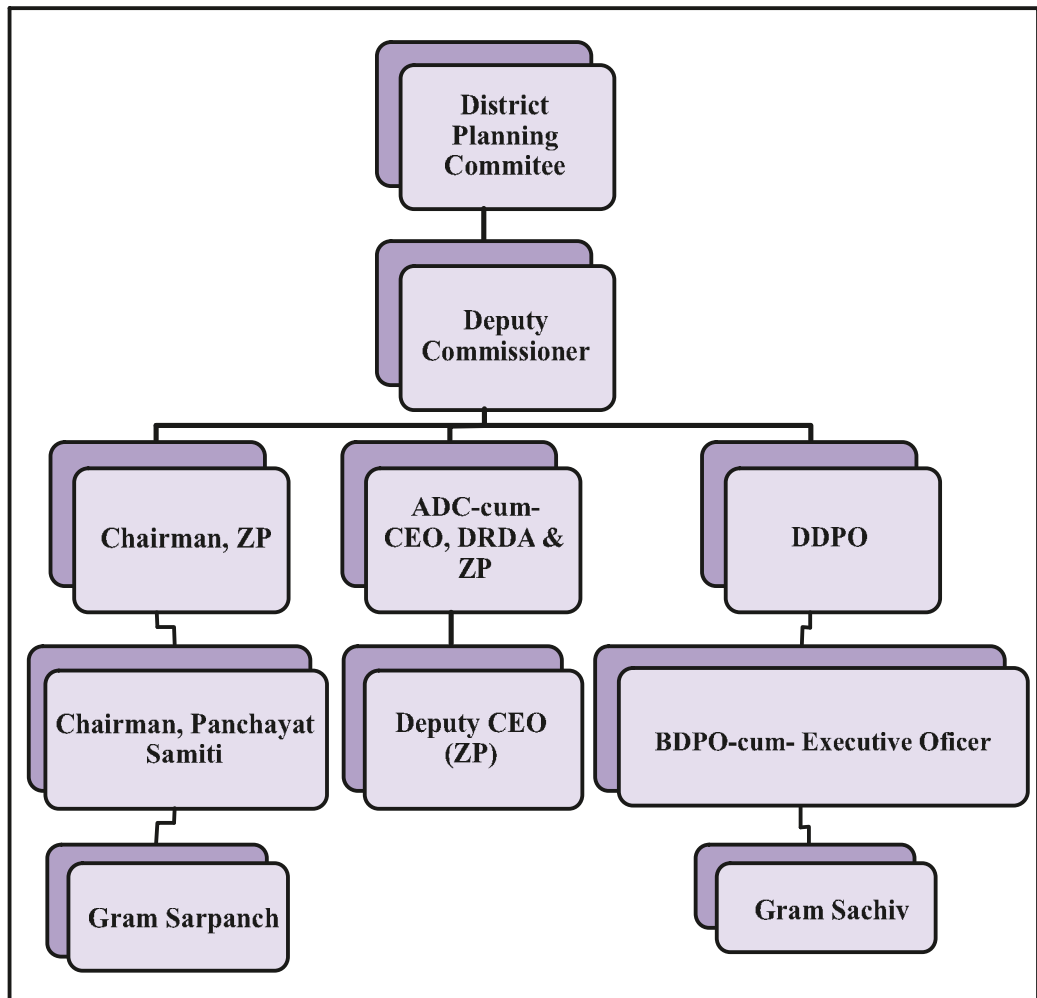 District
Planning
Commitee
Deputy
Commissioner
Chairman, ZP
ADC-cum-
CEO, DRDA &
ZP
DDPO
Chairman, Panchayat
Samiti
Deputy CEO
(ZP)
BDPO-cum- Executive Oficer
Gram Sarpanch
Gram Sachiv